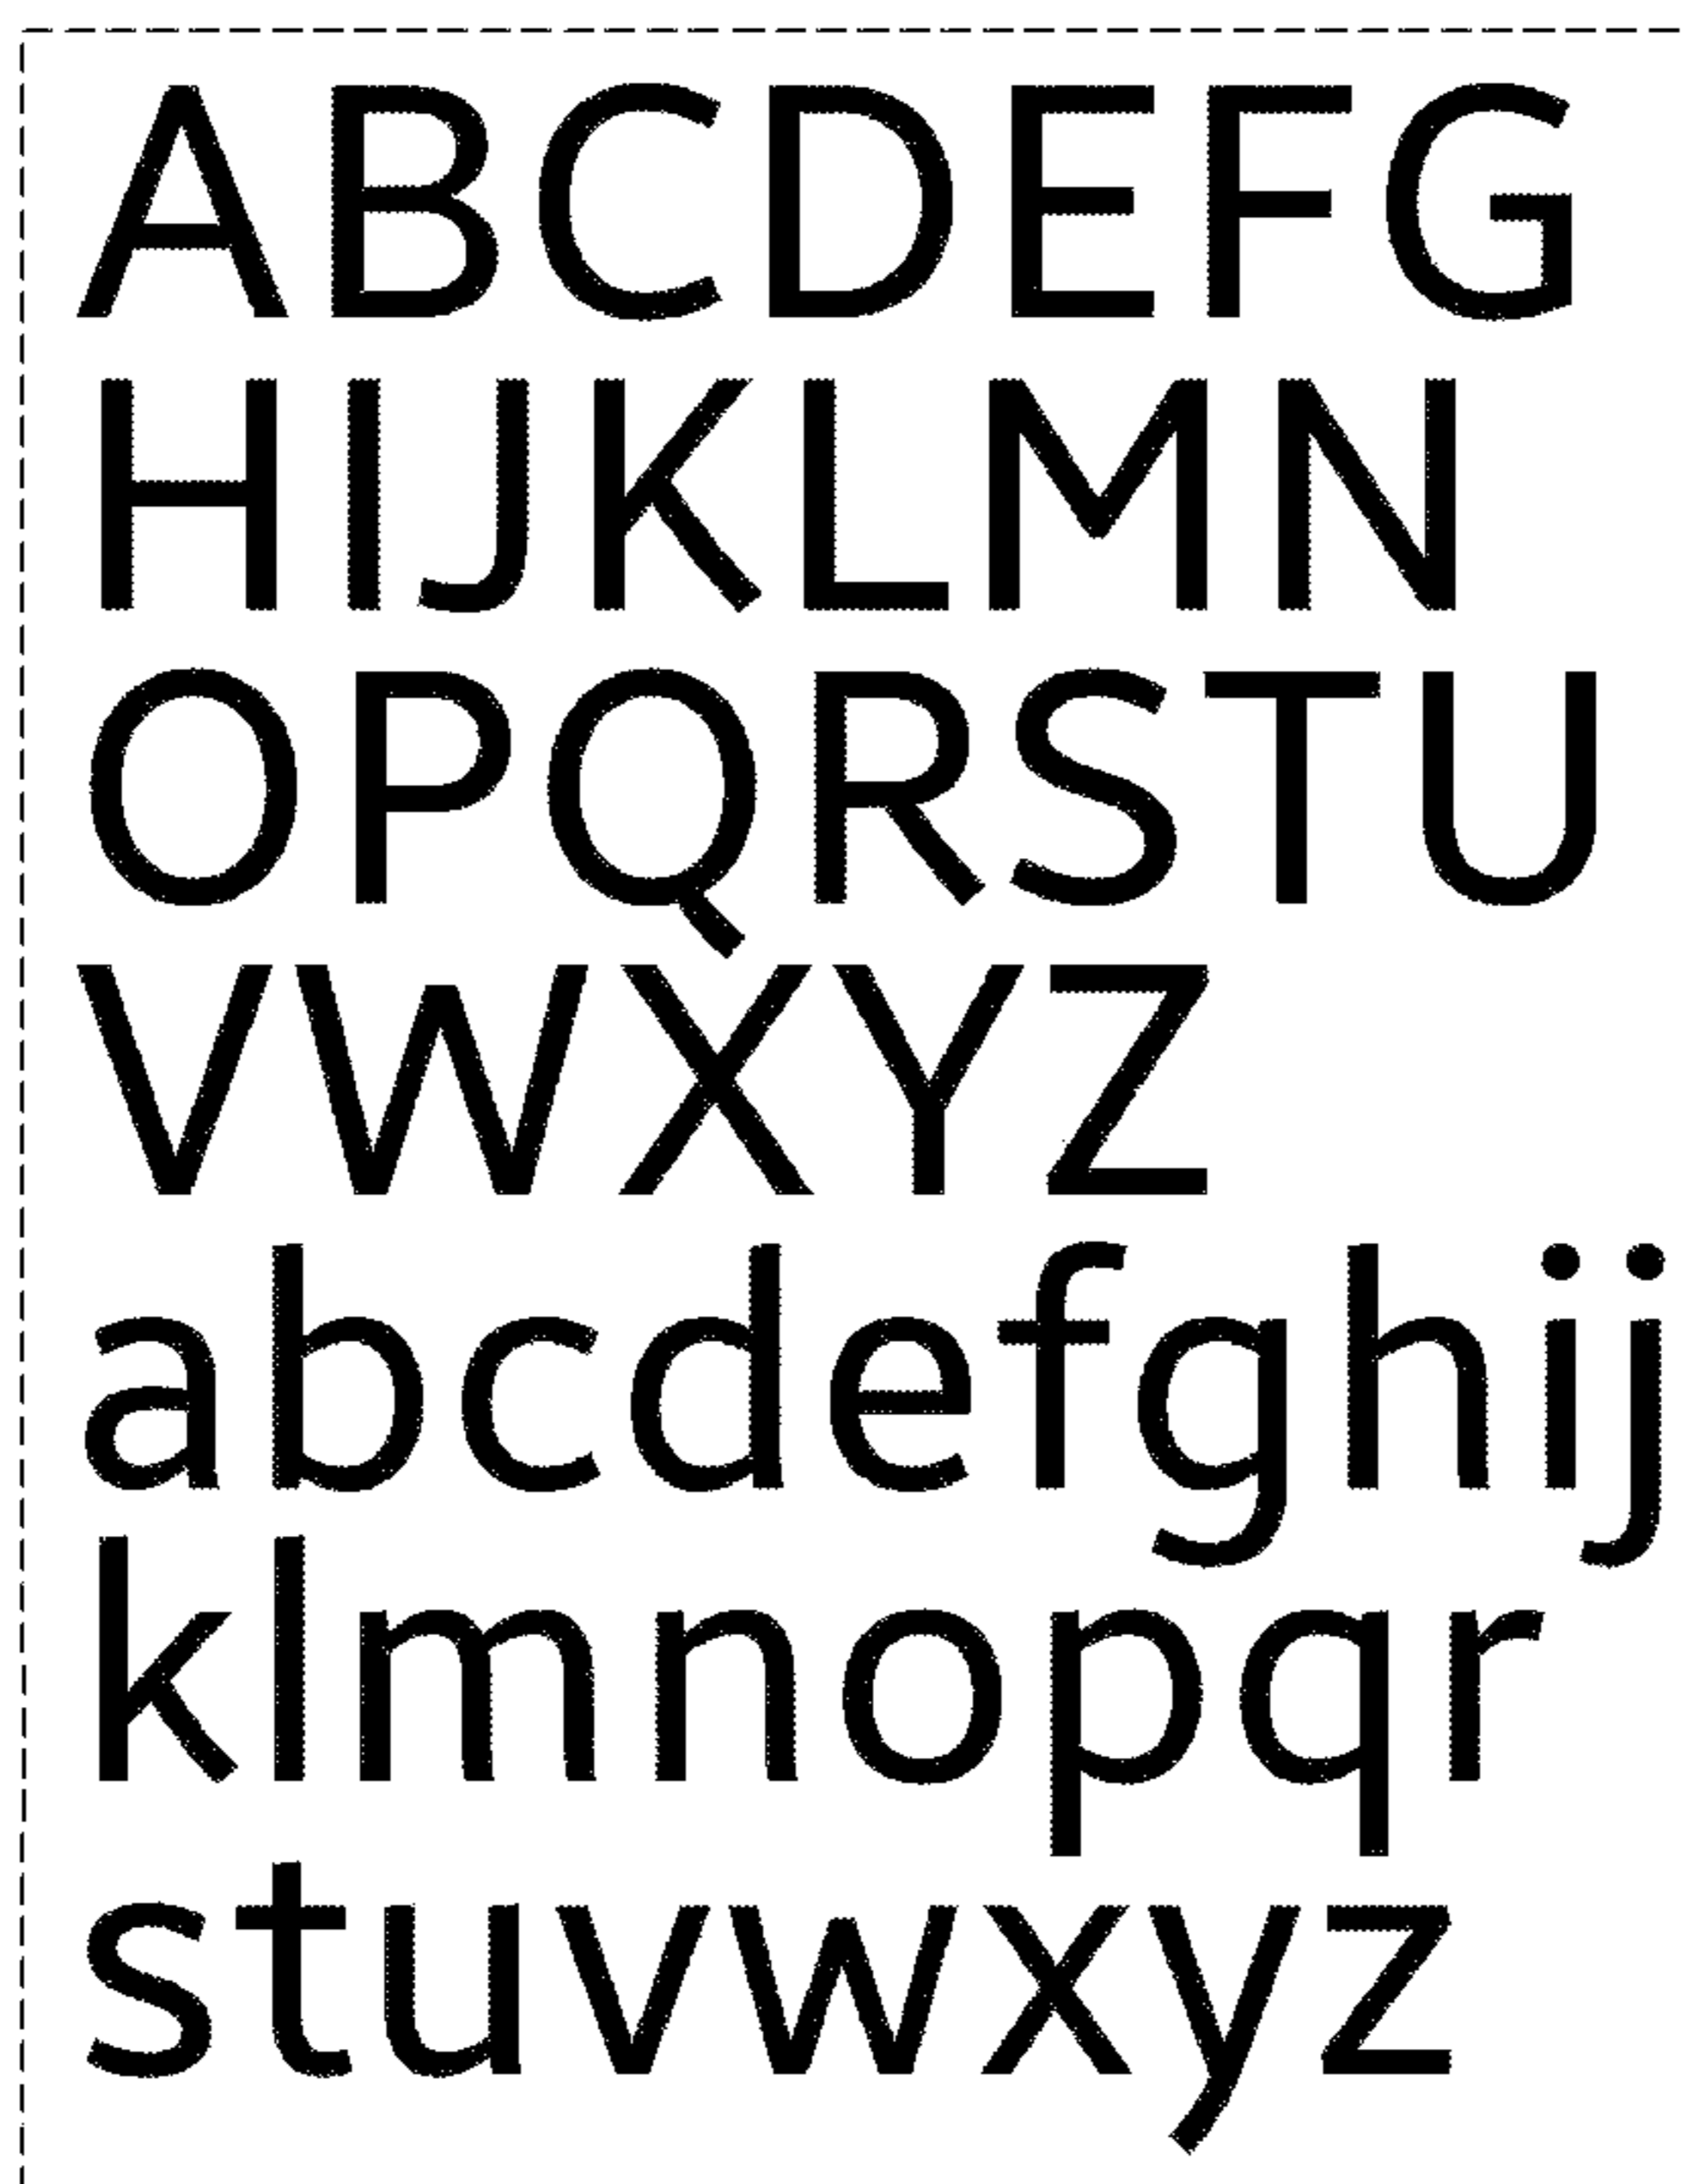 ABCDEFG
HIJKLMN
OPQRSTU
VWXYZ
abcdefghij
klmnopqr
stuvwxyz